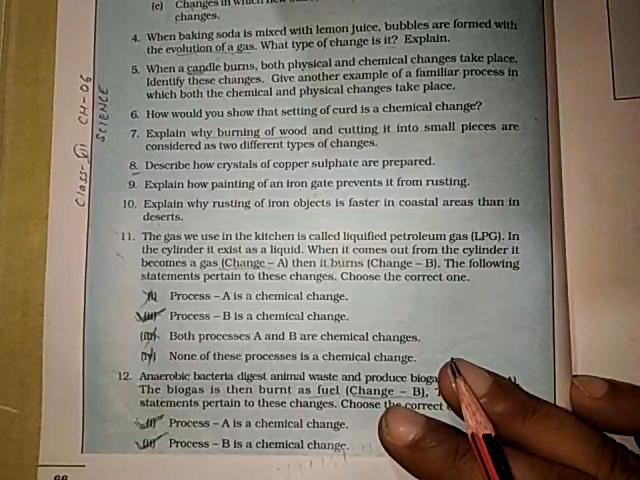 (e) Changes in which new
changes.
4. When baking soda is mixed with lemon juice, bubbles are formed with
the evolution of a gas. What type of change is it? Explain.
5. When a candle burns, both physical and chemical changes take place.
Identify these changes. Give another example of a familiar process in
which both the chemical and physical changes take place.
6. How would you show that setting of curd is a chemical change?
7. Explain why burning of wood and cutting it into small pieces are
considered as two different types of changes.
8. Describe how crystals of copper sulphate are prepared.
9. Explain how painting of an iron gate prevents it from rusting.
10. Explain why rusting of iron objects is faster in coastal areas than in
deserts.
11. The gas we use in the kitchen is called liquified petroleum gas (LPG). In
the cylinder it exist as a liquid. When it comes out from the cylinder it
becomes a gas (Change – A) then it burns (Change – B). The following
statements pertain to these changes. Choose the correct one.
(i) Process – A is a chemical change.
(ii) Process – B is a chemical change.
(iii) Both processes A and B are chemical changes.
(iv) None of these processes is a chemical change.
12. Anaerobic bacteria digest animal waste and produce
The biogas is then burnt as fuel (Change – B).
statements pertain to these changes. Choose the correct
(i) Process – A is a chemical change.
(ii) Process – B is a chemical change.
66
Class-VII CH-06
SCIENCE